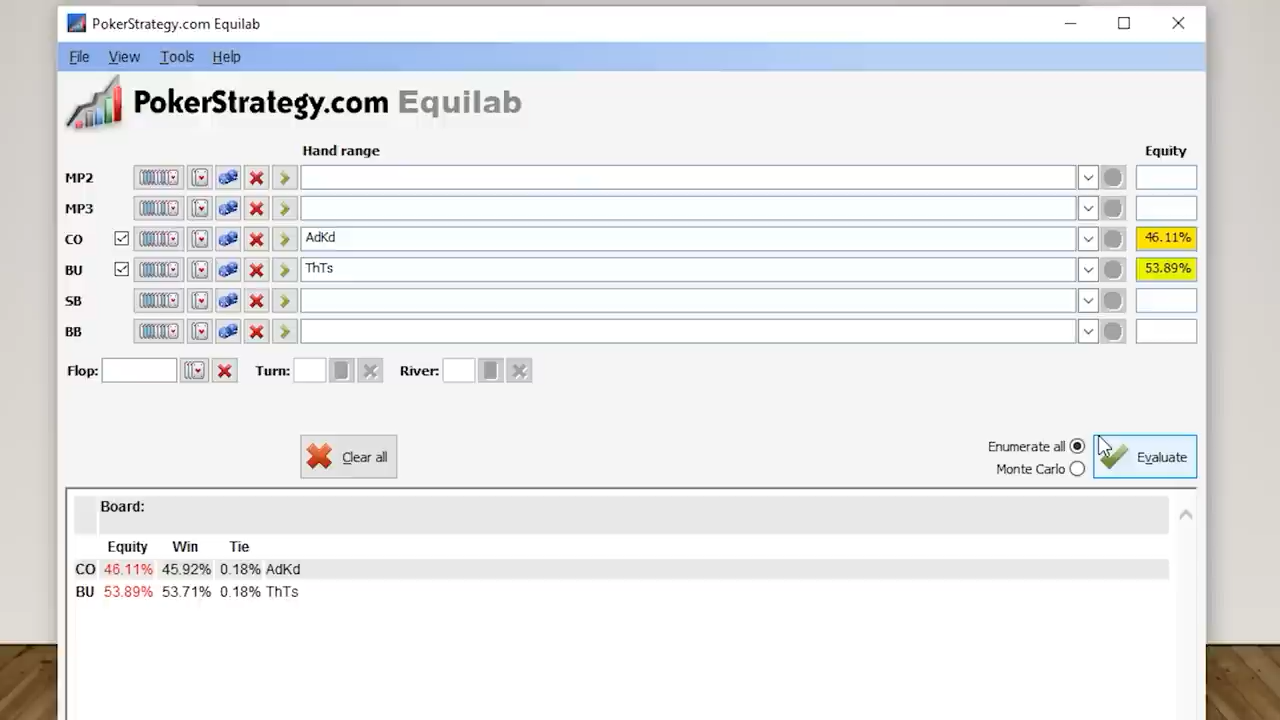 PokerStrategy.com Equilab
File View Tools Help
PokerStrategy.com Equilab
Hand range Equity
MP2
MP3
CO AdKd 46.11%
BU ThTs 53.89%
SB
BB
Flop: Turn: River:
Enumerate all
Clear all Evaluate
Monte Carlo
Board:
Equity Win Tie
CO 46.11% 45.92% 0.18% AdKd
BU 53.89% 53.71% 0.18% ThTs